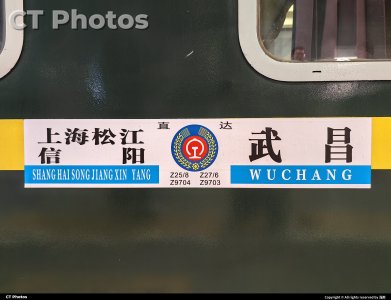 CT Photos
直 达
上海松江
信 阳
武 昌
SHANG HAI SONG JIANG XIN YANG
Z25/8 Z27/6
Z9704 Z9703
WUCHANG
CT Photos